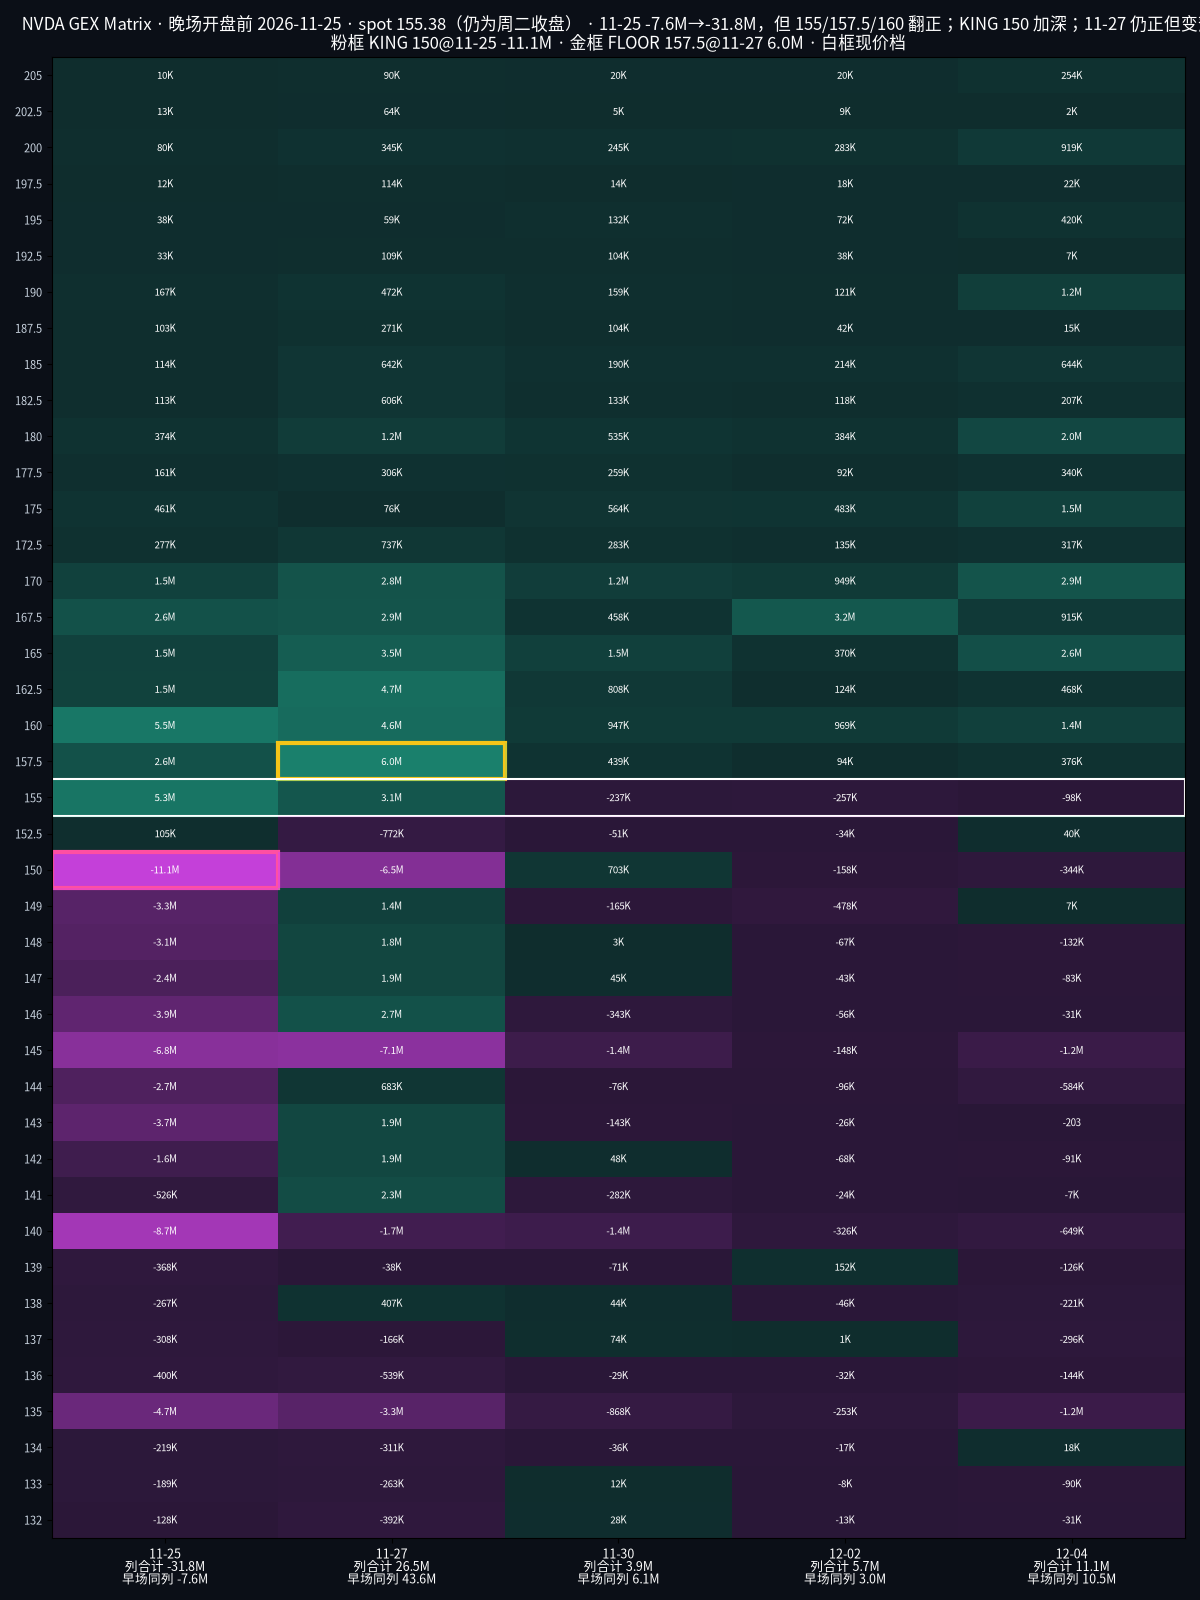 NVDA GEX Matrix · 晚场开盘前 2026-11-25 · spot 155.38（仍为周二收盘） · 11-25 -7.6M→-31.8M，但 155/157.5/160 翻正；KING 150 加深；11-27 仍正但变
粉框 KING 150@11-25 -11.1M · 金框 FLOOR 157.5@11-27 6.0M · 白框现价档
205 10K 90K 20K 20K 254K
202.5 13K 64K 5K 9K 2K
200 80K 345K 245K 283K 919K
197.5 12K 114K 14K 18K 22K
195 38K 59K 132K 72K 420K
192.5 33K 109K 104K 38K 7K
190 167K 472K 159K 121K 1.2M
187.5 103K 271K 104K 42K 15K
185 114K 642K 190K 214K 644K
182.5 113K 606K 133K 118K 207K
180 374K 1.2M 535K 384K 2.0M
177.5 161K 306K 259K 92K 340K
175 461K 76K 564K 483K 1.5M
172.5 277K 737K 283K 135K 317K
170 1.5M 2.8M 1.2M 949K 2.9M
167.5 2.6M 2.9M 458K 3.2M 915K
165 1.5M 3.5M 1.5M 370K 2.6M
162.5 1.5M 4.7M 808K 124K 468K
160 5.5M 4.6M 947K 969K 1.4M
157.5 2.6M 6.0M 439K 94K 376K
155 5.3M 3.1M -237K -257K -98K
152.5 105K -772K -51K -34K 40K
150 -11.1M -6.5M 703K -158K -344K
149 -3.3M 1.4M -165K -478K 7K
148 -3.1M 1.8M 3K -67K -132K
147 -2.4M 1.9M 45K -43K -83K
146 -3.9M 2.7M -343K -56K -31K
145 -6.8M -7.1M -1.4M -148K -1.2M
144 -2.7M 683K -76K -96K -584K
143 -3.7M 1.9M -143K -26K -203
142 -1.6M 1.9M 48K -68K -91K
141 -526K 2.3M -282K -24K -7K
140 -8.7M -1.7M -1.4M -326K -649K
139 -368K -38K -71K 152K -126K
138 -267K 407K 44K -46K -221K
137 -308K -166K 74K 1K -296K
136 -400K -539K -29K -32K -144K
135 -4.7M -3.3M -868K -253K -1.2M
134 -219K -311K -36K -17K 18K
133 -189K -263K 12K -8K -90K
132 -128K -392K 28K -13K -31K
11-25 11-27 11-30 12-02 12-04
列合计 -31.8M 列合计 26.5M 列合计 3.9M 列合计 5.7M 列合计 11.1M
早场同列 -7.6M 早场同列 43.6M 早场同列 6.1M 早场同列 3.0M 早场同列 10.5M